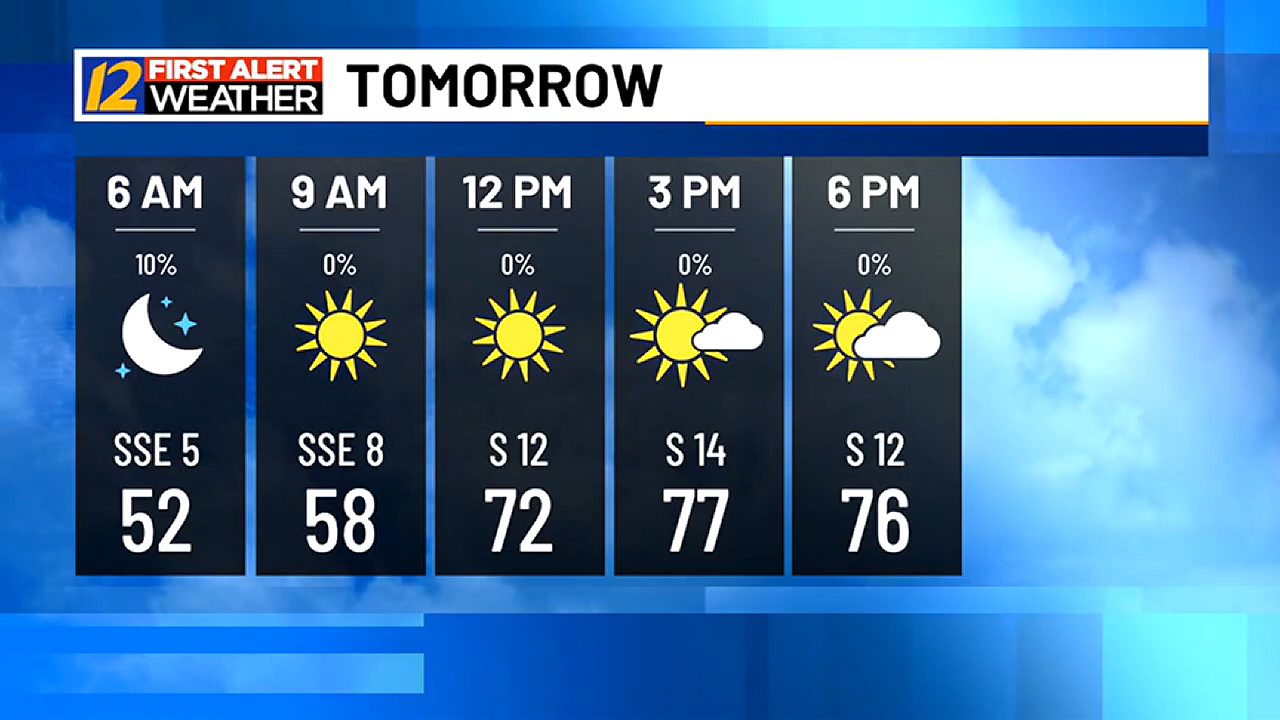 12 FIRST ALERT WEATHER TOMORROW
6 AM 9 AM 12 PM 3 PM 6 PM
10% 0% 0% 0% 0%
SSE 5 SSE 8 S 12 S 14 S 12
52 58 72 77 76